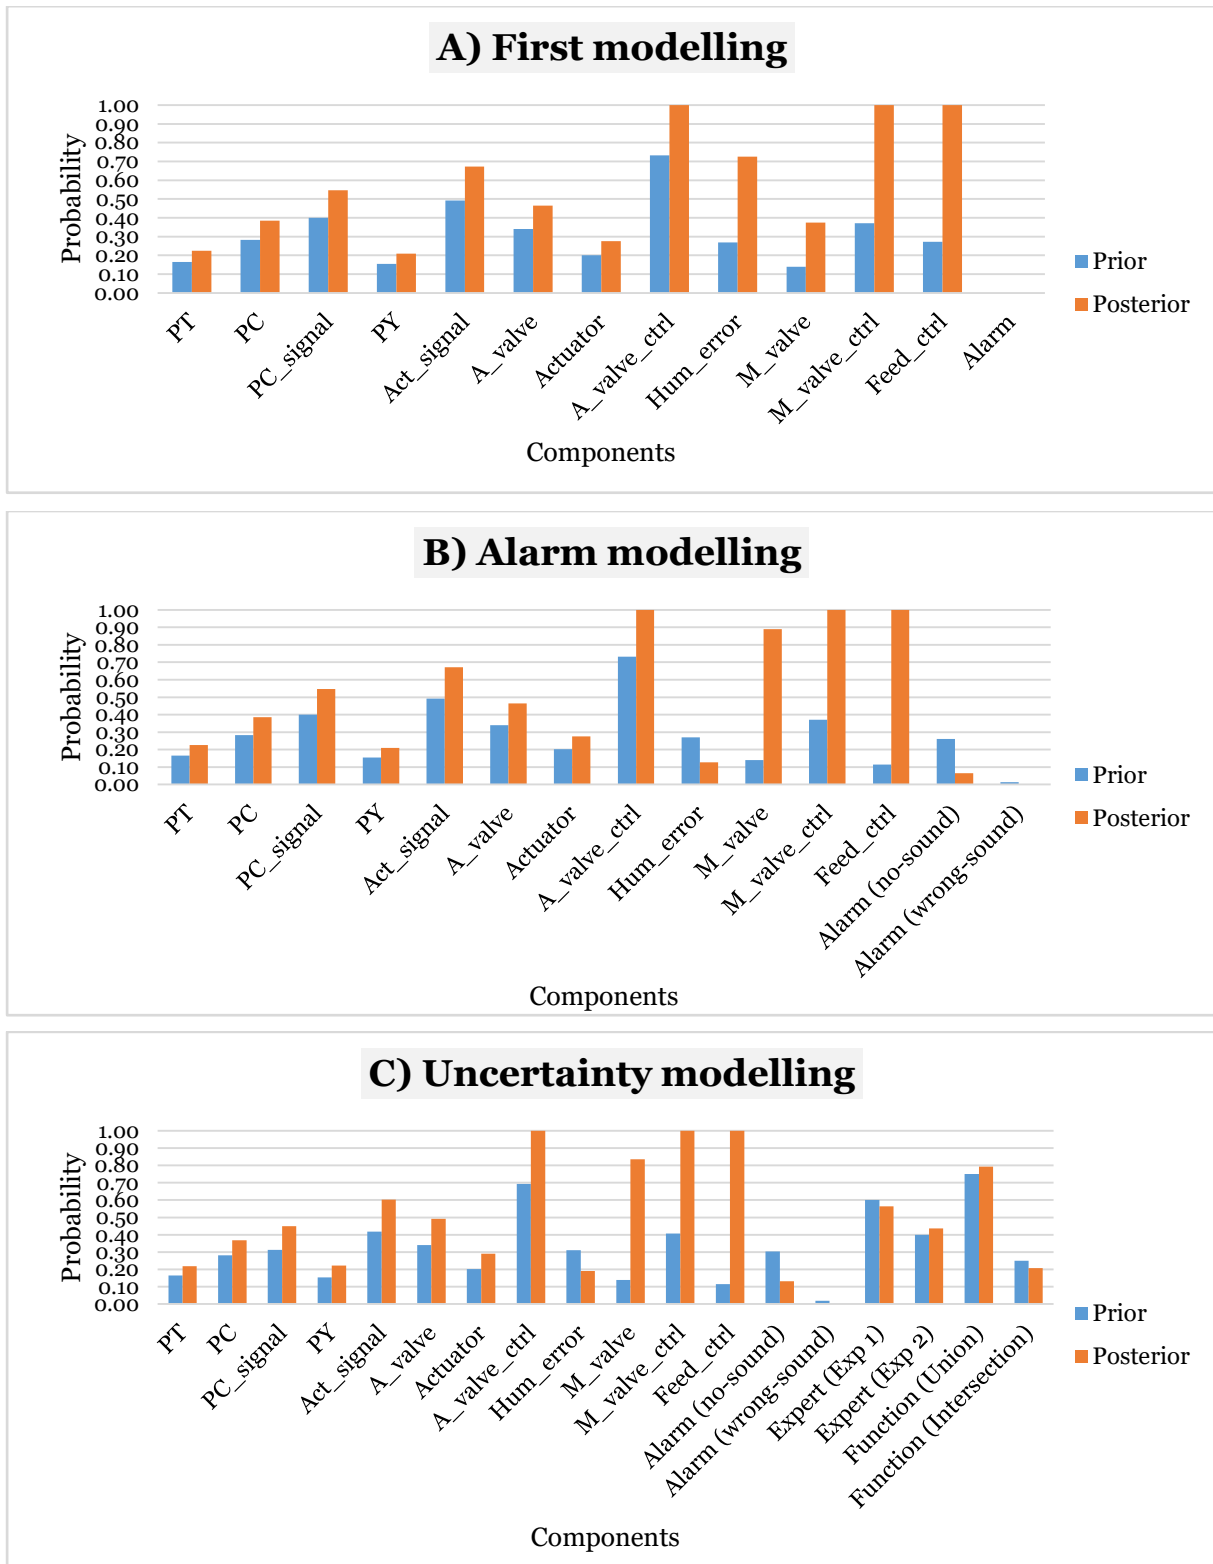 A) First modelling
Probability
1.00
0.90
0.80
0.70
0.60
0.50
0.40
0.30
0.20
0.10
0.00
PT
PC
PC_signal
PY
Act_signal
A_valve
Actuator
A_valve_ctrl
Hum_error
M_valve
M_valve_ctrl
Feed_ctrl
Alarm
Components
Prior
Posterior
B) Alarm modelling
Probability
1.00
0.90
0.80
0.70
0.60
0.50
0.40
0.30
0.20
0.10
0.00
PT
PC
PC_signal
PY
Act_signal
A_valve
Actuator
A_valve_ctrl
Hum_error
M_valve
M_valve_ctrl
Feed_ctrl
Alarm (no-sound)
Alarm (wrong-sound)
Components
Prior
Posterior
C) Uncertainty modelling
Probability
1.00
0.90
0.80
0.70
0.60
0.50
0.40
0.30
0.20
0.10
0.00
PT
PC
PC_signal
PY
Act_signal
A_valve
Actuator
A_valve_ctrl
Hum_error
M_valve
M_valve_ctrl
Feed_ctrl
Alarm (no-sound)
Alarm (wrong-sound)
Expert (Exp 1)
Expert (Exp 2)
Function (Union)
Function (Intersection)
Components
Prior
Posterior